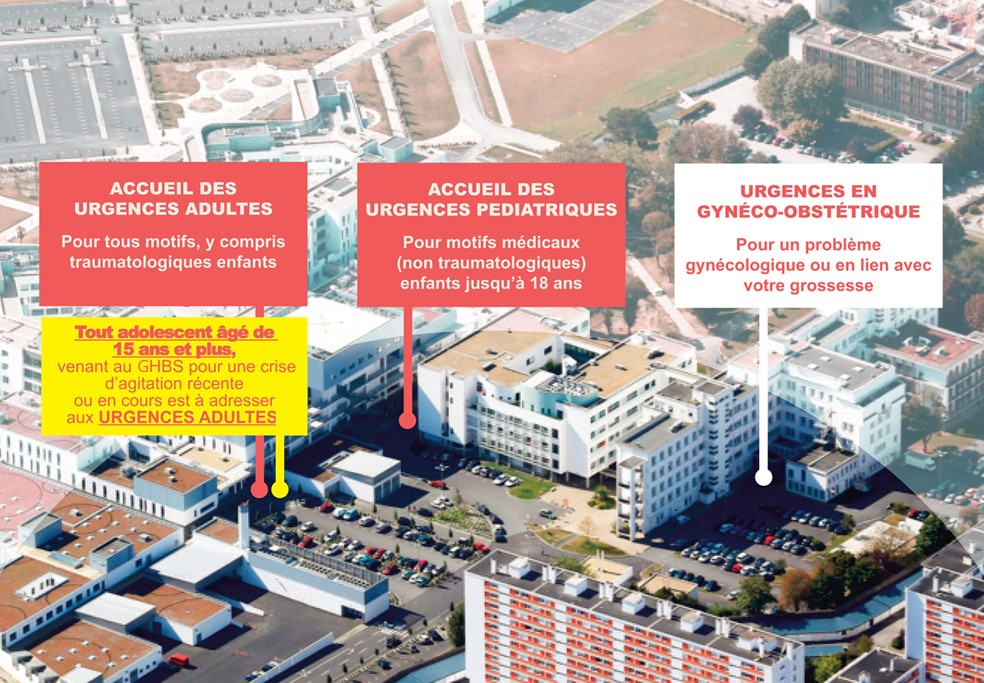 ACCUEIL DES
URGENCES ADULTES
Pour tous motifs, y compris
traumatologiques enfants
Tout adolescent âgé de
15 ans et plus,
venant au GHBS pour une crise
d'agitation récente
ou en cours est à adresser
aux URGENCES ADULTES
ACCUEIL DES
URGENCES PEDIATRIQUES
Pour motifs médicaux
(non traumatologiques)
enfants jusqu'à 18 ans
URGENCES EN
GYNÉCO-OBSTÉTRIQUE
Pour un problème
gynécologique ou en lien avec
votre grossesse